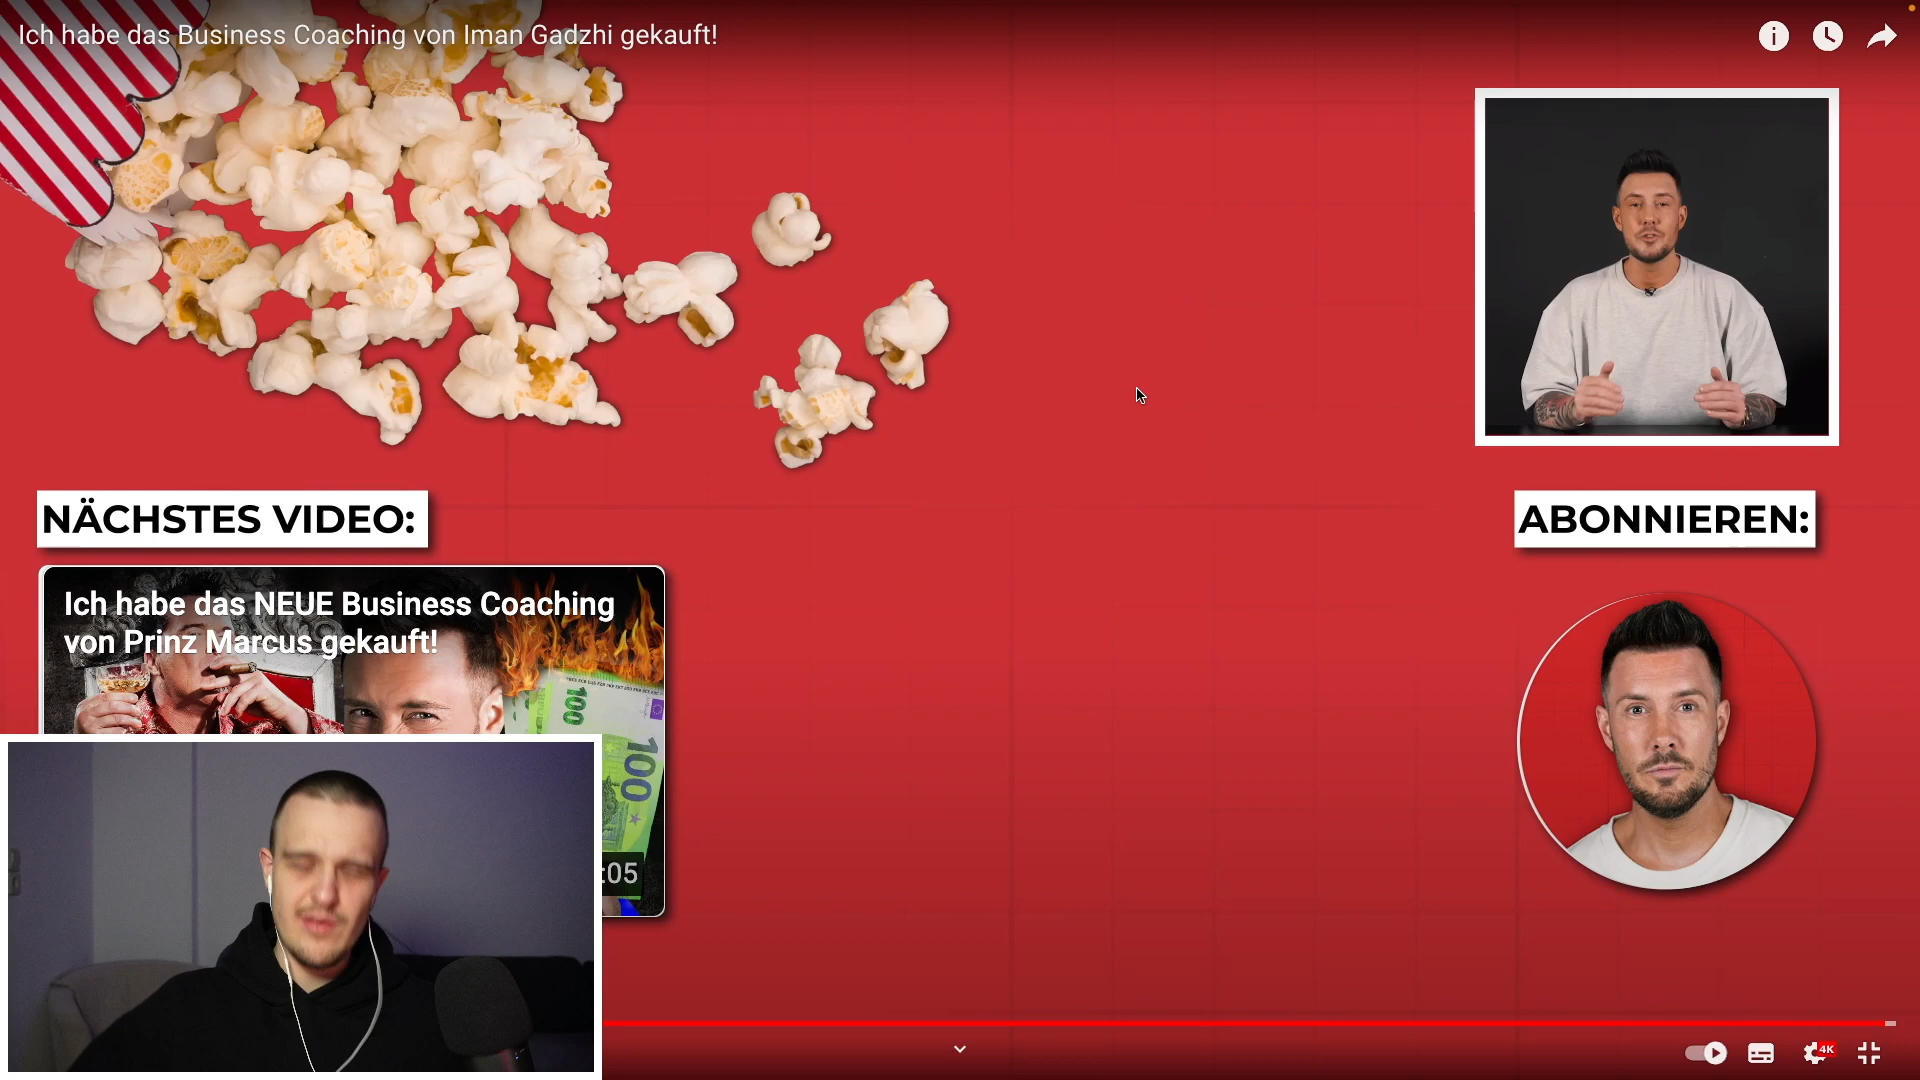 Ich habe das Business Coaching von Iman Gadzhi gekauft!
NÄCHSTES VIDEO:
ABONNIEREN:
Ich habe das NEUE Business Coaching
von Prinz Marcus gekauft!
100
100
:05
4K